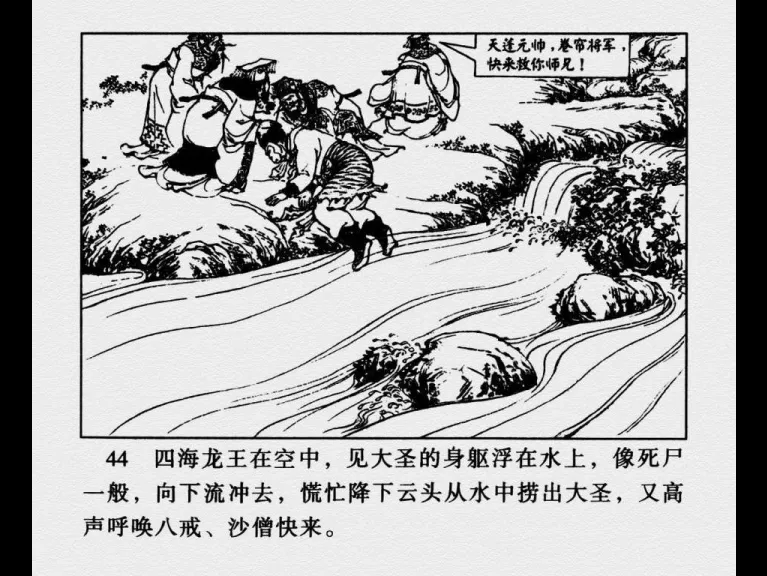 天蓬元帅，卷帘将军，
快来救你师兄！
44 四海龙王在空中，见大圣的身躯浮在水上，像死尸
一般，向下流冲去，慌忙降下云头从水中捞出大圣，又高
声呼唤八戒、沙僧快来。